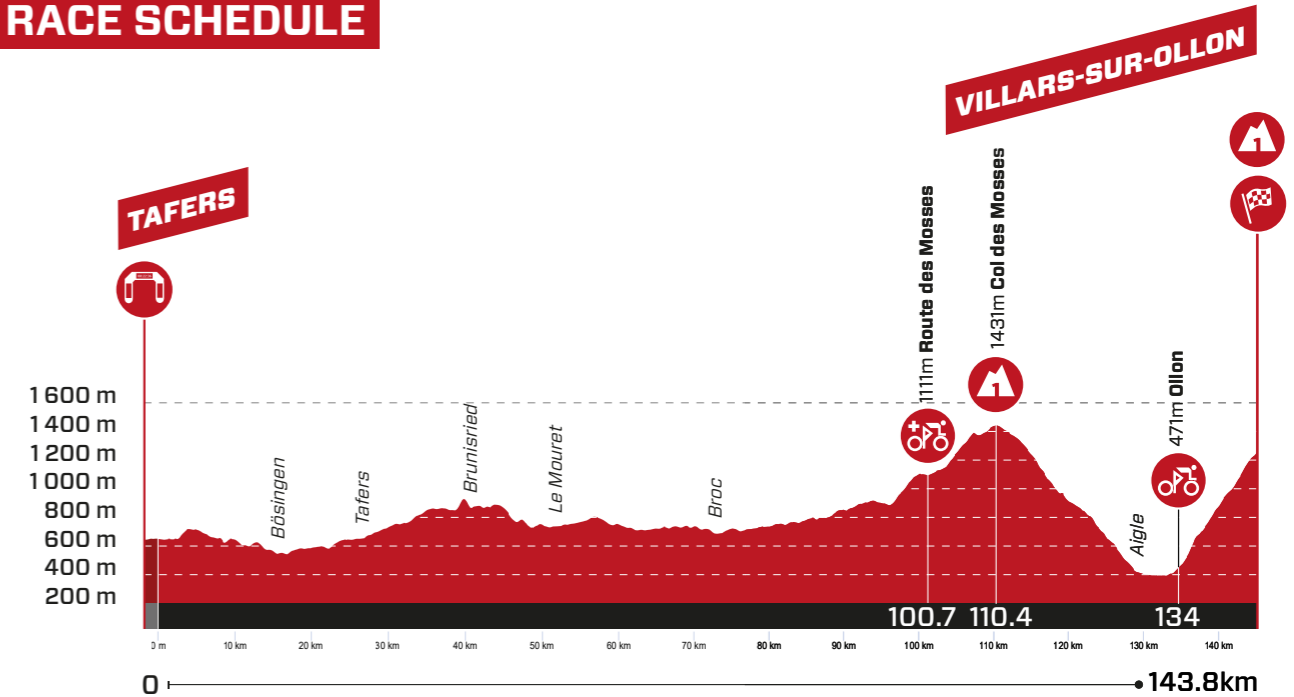 RACE SCHEDULE
VILLARS-SUR-OLLON
TAFERS
1
1111m Route des Mosses
1431m Col des Mosses
1
471m Ollon
1600 m
1400 m
1200 m
1000 m
800 m
600 m
400 m
200 m
Bösingen
Tafers
Brunisried
Le Mouret
Broc
Aigle
100.7
110.4
134
0 m
10 km
20 km
30 km
40 km
50 km
60 km
70 km
80 km
90 km
100 km
110 km
120 km
130 km
140 km
0
143.8km